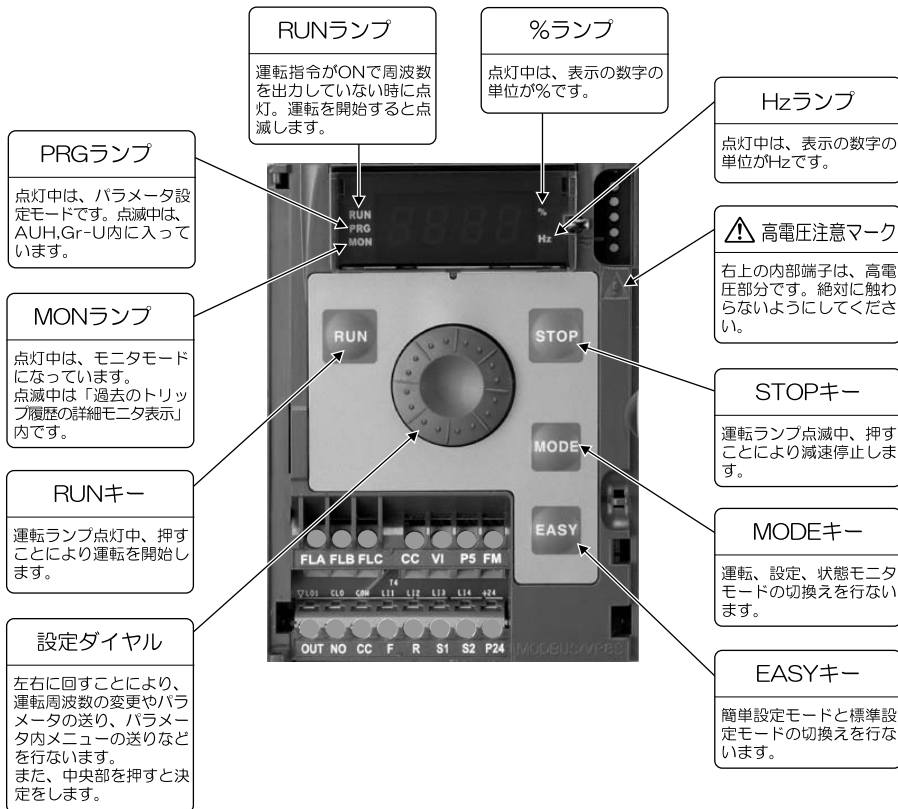 RUNランプ
運転指令がONで周波数
を出力していない時に点
灯。運転を開始すると点
滅します。
%ランプ
点灯中は、表示の数字の
単位が%です。
Hzランプ
点灯中は、表示の数字の
単位がHzです。
PRGランプ
点灯中は、パラメータ設
定モードです。点滅中は、
AUH,Gr-U内に入って
います。
高電圧注意マーク
右上の内部端子は、高電
圧部分です。絶対に触わ
らないようにしてくださ
い。
MONランプ
点灯中は、モニタモード
になっています。
点滅中は「過去のトリッ
プ履歴の詳細モニタ表示」
内です。
STOPキー
運転ランプ点滅中、押す
ことにより減速停止しま
す。
RUNキー
運転ランプ点灯中、押す
ことにより運転を開始し
ます。
MODEキー
運転、設定、状態モニタ
モードの切換えを行ない
ます。
設定ダイヤル
左右に回すことにより、
運転周波数の変更やパラ
メータの送り、パラメー
タ内メニューの送りなど
を行ないます。
また、中央部を押すと決
定をします。
EASYキー
簡単設定モードと標準設
定モードの切換えを行な
います。
RUN %
PRG
MON Hz
RUN STOP
MODE
EASY
FLA FLB FLC CC VI P5 FM
T4
▽LO1 CLO COM LI1 LI2 LI3 LI4 +24
OUT NO CC F R S1 S2 P24